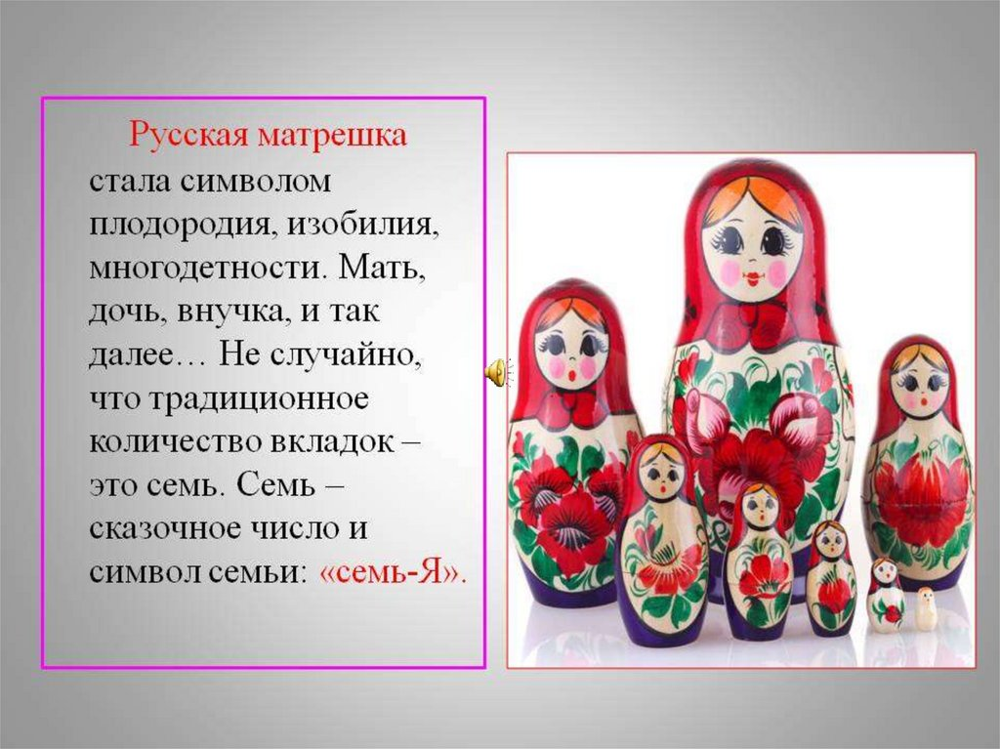 Русская матрешка
стала символом
плодородия, изобилия,
многодетности. Мать,
дочь, внучка, и так
далее… Не случайно,
что традиционное
количество вкладок –
это семь. Семь –
сказочное число и
символ семьи: «семь-Я».